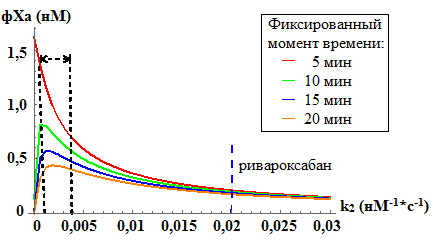 фХа (нМ)
Фиксированный
момент времени:
5 мин
10 мин
15 мин
20 мин
1,5
1,0
0,5
0
ривароксабан
0 0,005 0,01 0,015 0,02 0,025 0,03
k₂ (нМ⁻¹*с⁻¹)